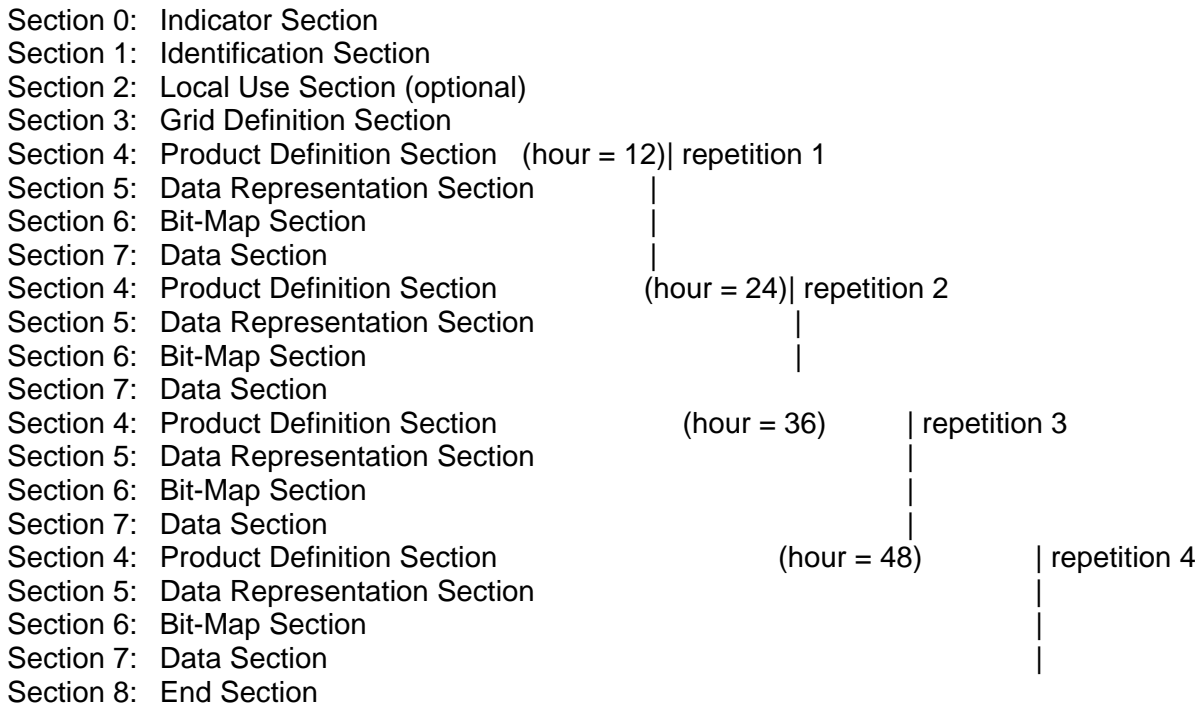 Section 0: Indicator Section
Section 1: Identification Section
Section 2: Local Use Section (optional)
Section 3: Grid Definition Section
Section 4: Product Definition Section (hour = 12)| repetition 1
Section 5: Data Representation Section |
Section 6: Bit-Map Section |
Section 7: Data Section |
Section 4: Product Definition Section (hour = 24)| repetition 2
Section 5: Data Representation Section |
Section 6: Bit-Map Section |
Section 7: Data Section
Section 4: Product Definition Section (hour = 36) | repetition 3
Section 5: Data Representation Section |
Section 6: Bit-Map Section |
Section 7: Data Section |
Section 4: Product Definition Section (hour = 48) | repetition 4
Section 5: Data Representation Section |
Section 6: Bit-Map Section |
Section 7: Data Section |
Section 8: End Section